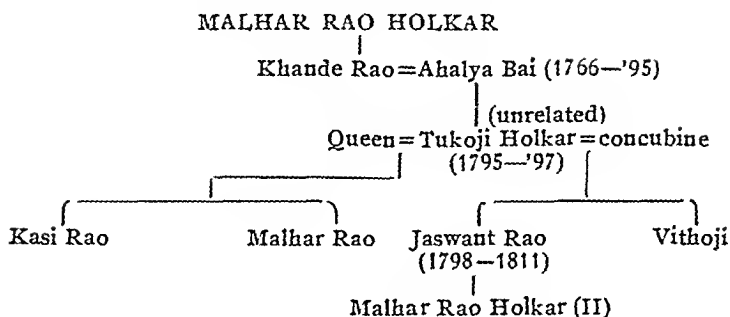 MALHAR RAO HOLKAR
Khande Rao=Ahalya Bai (1766—'95)
(unrelated)
Queen=Tukoji Holkar=concubine
(1795—'97)
Kasi Rao Malhar Rao Jaswant Rao Vithoji
(1798—1811)
Malhar Rao Holkar (II)